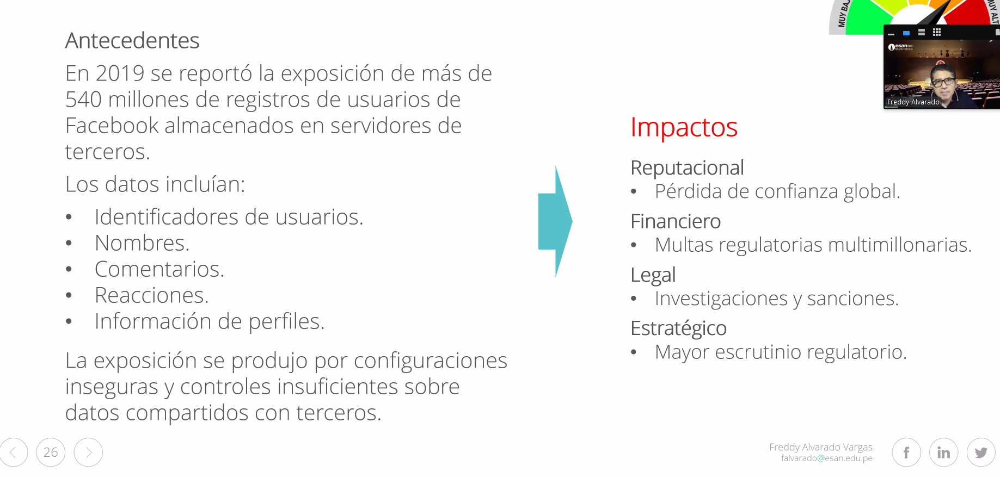 MUY BAJ
MUY ALT
Antecedentes
En 2019 se reportó la exposición de más de
540 millones de registros de usuarios de
Facebook almacenados en servidores de
terceros.
Los datos incluían:
• Identificadores de usuarios.
• Nombres.
• Comentarios.
• Reacciones.
• Información de perfiles.
La exposición se produjo por configuraciones
inseguras y controles insuficientes sobre
datos compartidos con terceros.
esan
BUSINESS
Freddy Alvarado
Impactos
Reputacional
• Pérdida de confianza global.
Financiero
• Multas regulatorias multimillonarias.
Legal
• Investigaciones y sanciones.
Estratégico
• Mayor escrutinio regulatorio.
26
Freddy Alvarado Vargas
falvarado@esan.edu.pe
f
in